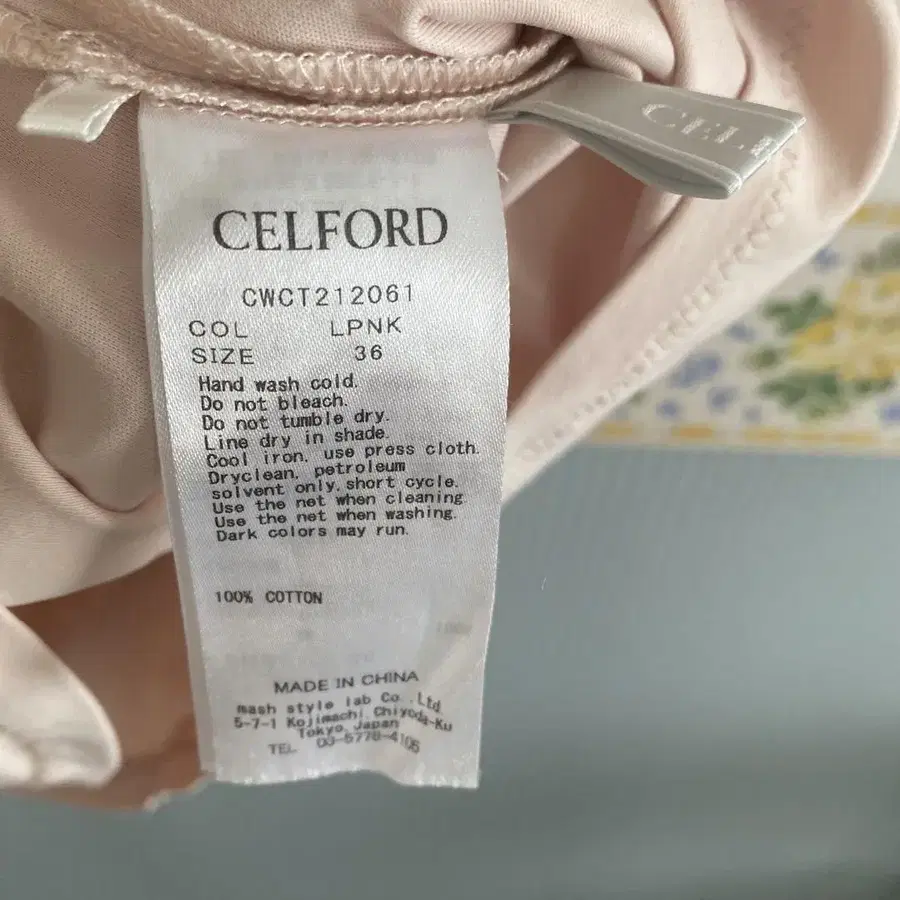 CEL
CELFORD
CWCT212061
COL LPNK
SIZE 36
Hand wash cold.
Do not bleach.
Do not tumble dry.
Line dry in shade.
Cool iron, use press cloth.
Dryclean, petroleum
solvent only, short cycle.
Use the net when cleaning
Use the net when washing.
Dark colors may run.
100% COTTON
MADE IN CHINA
mash style lab Co.,Ltd
5-7-1 Kojimachi Chiyoda-Ku
Tokyo, Japan
TEL 03-5778-4105